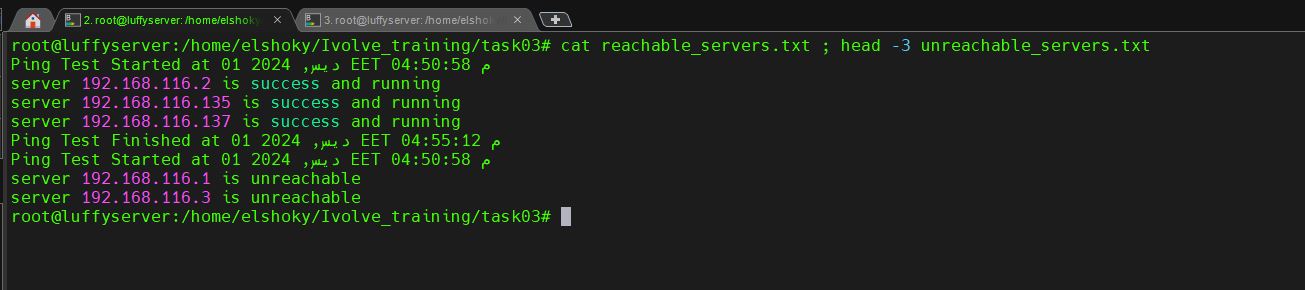 2. root@luffyserver: /home/elshoky
3. root@luffyserver: /home/elshok
root@luffyserver:/home/elshoky/Ivolve_training/task03# cat reachable_servers.txt ; head -3 unreachable_servers.txt
Ping Test Started at 01 2024 ,ديس EET 04:50:58 م
server 192.168.116.2 is success and running
server 192.168.116.135 is success and running
server 192.168.116.137 is success and running
Ping Test Finished at 01 2024 ,ديس EET 04:55:12 م
Ping Test Started at 01 2024 ,ديس EET 04:50:58 م
server 192.168.116.1 is unreachable
server 192.168.116.3 is unreachable
root@luffyserver:/home/elshoky/Ivolve_training/task03#